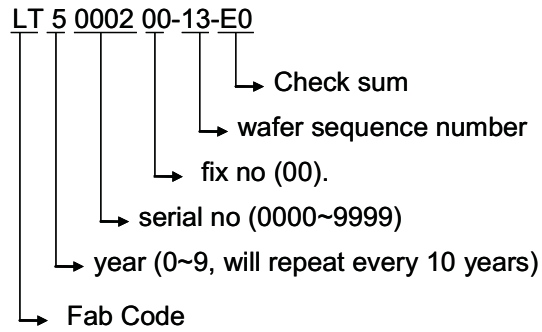 LT 5 0002 00-13-E0
Check sum
wafer sequence number
fix no (00).
serial no (0000~9999)
year (0~9, will repeat every 10 years)
Fab Code